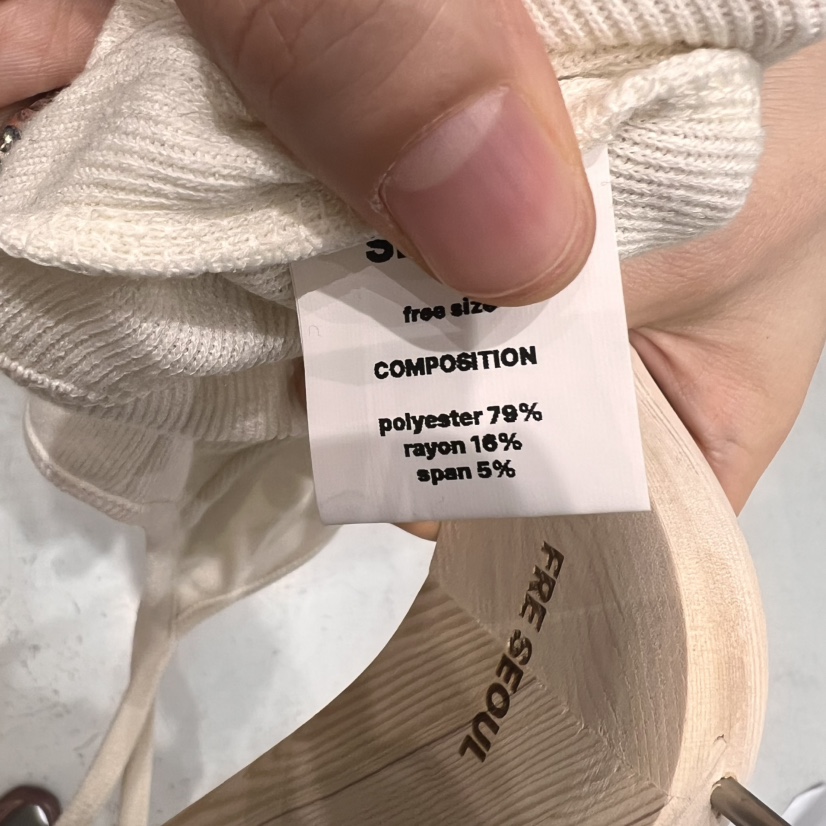 free size
COMPOSITION
polyester 79%
rayon 16%
span 5%
FRE SEOUL